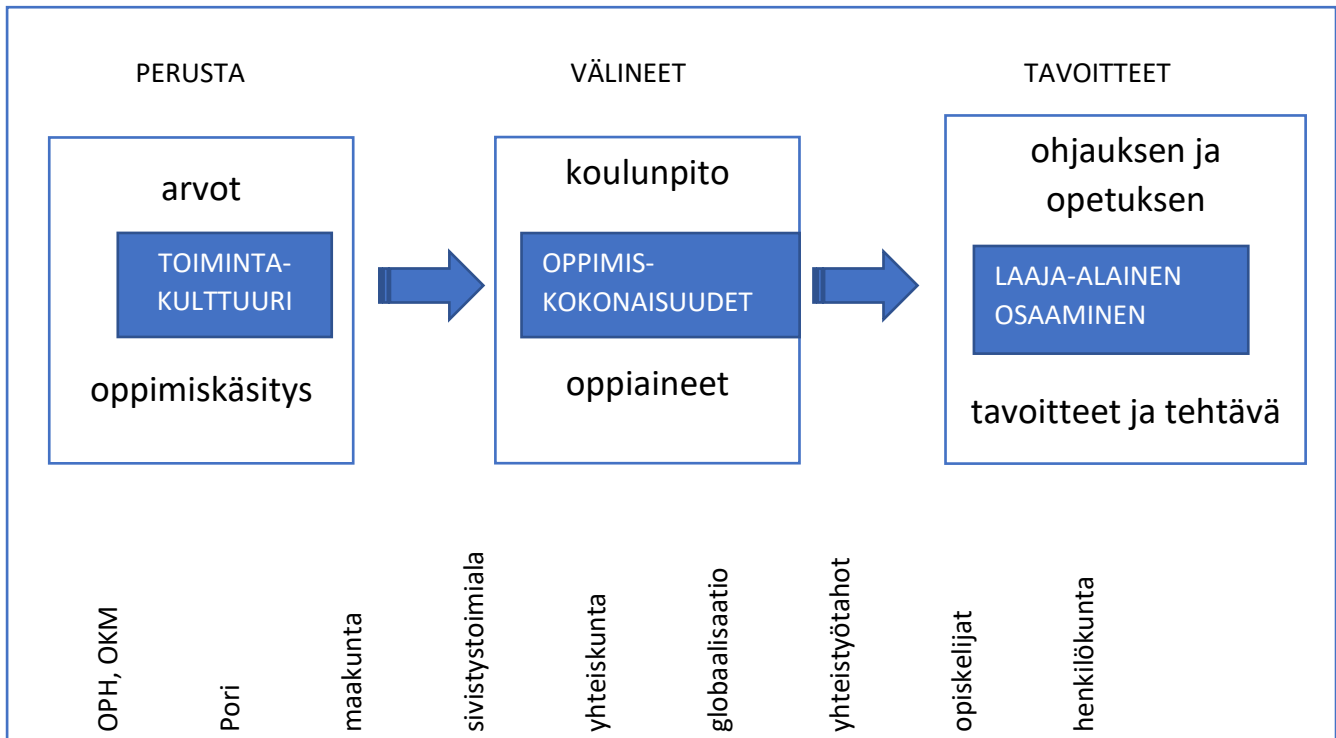 PERUSTA
VÄLINEET
TAVOITTEET
arvot
TOIMINTA-
KULTTUURI
oppimiskäsitys
koulunpito
OPPIMIS-
KOKONAISUUDET
oppiaineet
ohjauksen ja
opetuksen
LAAJA-ALAINEN
OSAAMINEN
tavoitteet ja tehtävä
OPH, OKM
Pori
maakunta
sivistystoimiala
yhteiskunta
globaalisaatio
yhteistyötahot
opiskelijat
henkilökunta